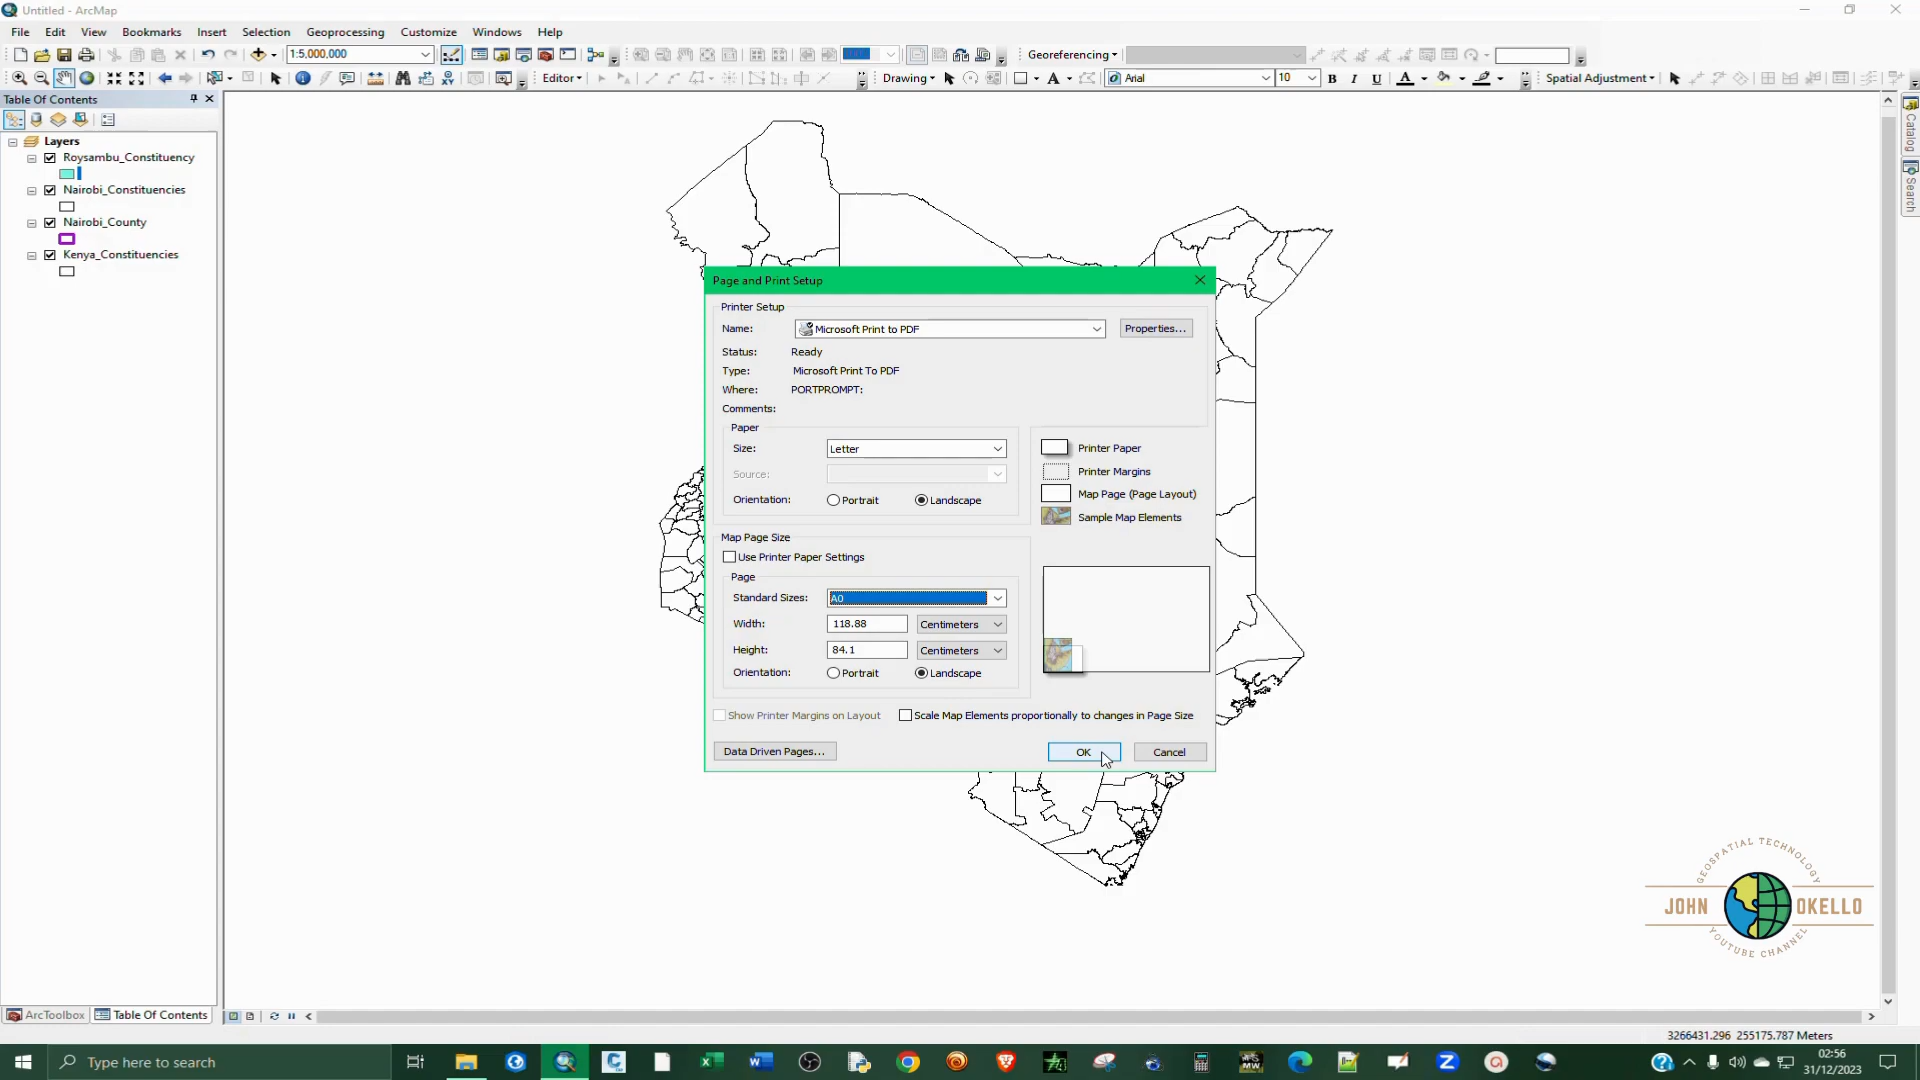 Untitled - ArcMap
File Edit View Bookmarks Insert Selection Geoprocessing Customize Windows Help
1:5,000,000
Georeferencing
Editor
Drawing
Arial
10
B I U A
Spatial Adjustment
Table Of Contents
Layers
Roysambu_Constituency
Nairobi_Constituencies
Nairobi_County
Kenya_Constituencies
Catalog
Search
Page and Print Setup
Printer Setup
Name: Microsoft Print to PDF Properties...
Status: Ready
Type: Microsoft Print To PDF
Where: PORTPROMPT:
Comments:
Paper
Size: Letter
Source:
Orientation: Portrait Landscape
Printer Paper
Printer Margins
Map Page (Page Layout)
Sample Map Elements
Map Page Size
Use Printer Paper Settings
Page
Standard Sizes: A0
Width: 118.88 Centimeters
Height: 84.1 Centimeters
Orientation: Portrait Landscape
Show Printer Margins on Layout Scale Map Elements proportionally to changes in Page Size
Data Driven Pages... OK Cancel
GEOSPATIAL TECHNOLOGY
JOHN OKELLO
YOUTUBE CHANNEL
ArcToolbox Table Of Contents
3266431.296 255175.787 Meters
Type here to search
02:56
31/12/2023